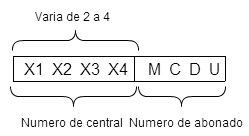 Varia de 2 a 4
X1 X2 X3 X4 M C D U
Numero de central Numero de abonado